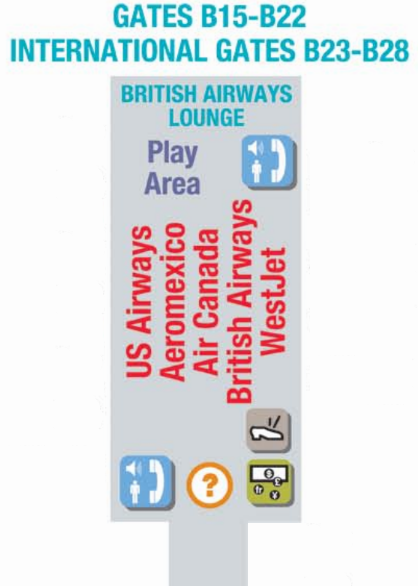 GATES B15-B22
INTERNATIONAL GATES B23-B28
BRITISH AIRWAYS
LOUNGE
Play
Area
US Airways
Aeromexico
Air Canada
British Airways
WestJet
?
$
£
¥